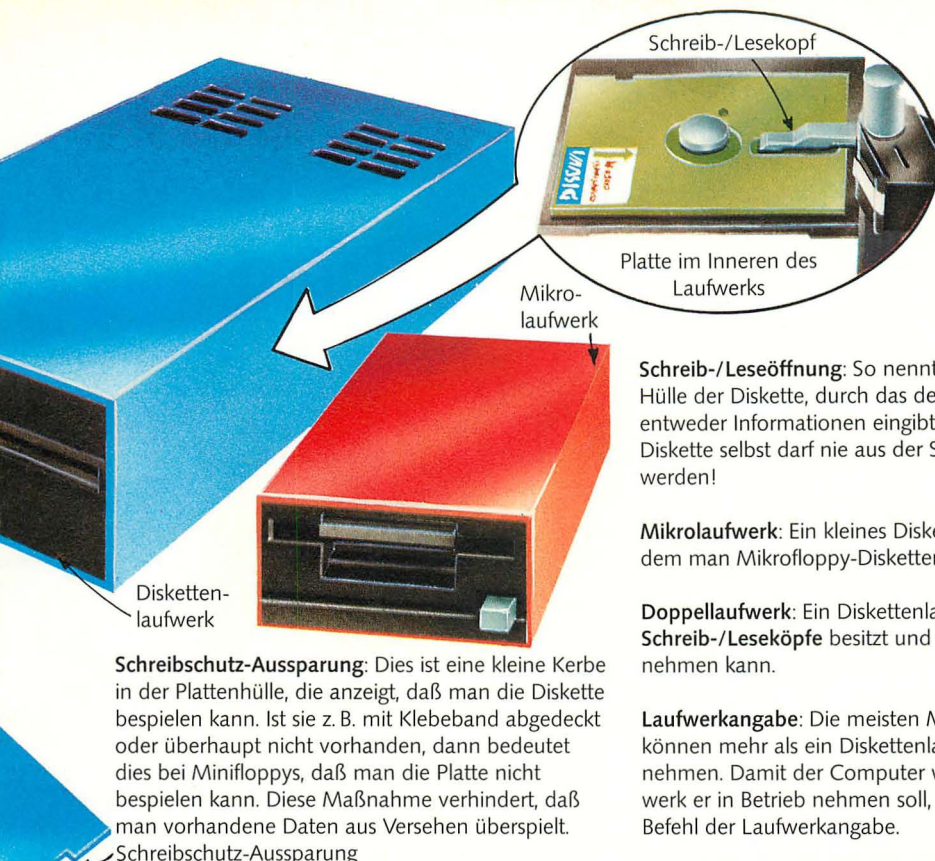 Schreib-/Lesekopf
Platte im Inneren des
Laufwerks
Mikro-
laufwerk
Disketten-
laufwerk
Schreibschutz-Aussparung: Dies ist eine kleine Kerbe
in der Plattenhülle, die anzeigt, daß man die Diskette
bespielen kann. Ist sie z. B. mit Klebeband abgedeckt
oder überhaupt nicht vorhanden, dann bedeutet
dies bei Minifloppys, daß man die Platte nicht
bespielen kann. Diese Maßnahme verhindert, daß
man vorhandene Daten aus Versehen überspielt.
Schreibschutz-Aussparung
Schreib-/Leseöffnung: So nennt
Hülle der Diskette, durch das de
entweder Informationen eingibt
Diskette selbst darf nie aus der S
werden!
Mikrolaufwerk: Ein kleines Diske
dem man Mikrofloppy-Disketten
Doppellaufwerk: Ein Diskettenla
Schreib-/Leseköpfe besitzt und
nehmen kann.
Laufwerkangabe: Die meisten M
können mehr als ein Diskettenla
nehmen. Damit der Computer w
werk er in Betrieb nehmen soll,
Befehl der Laufwerkangabe.